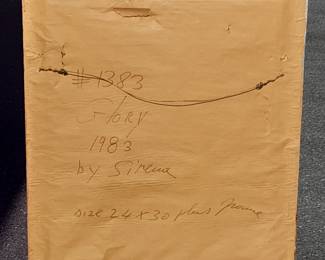 #1383
Glory
1983
by Sirena
size 24 x 30 plus frame